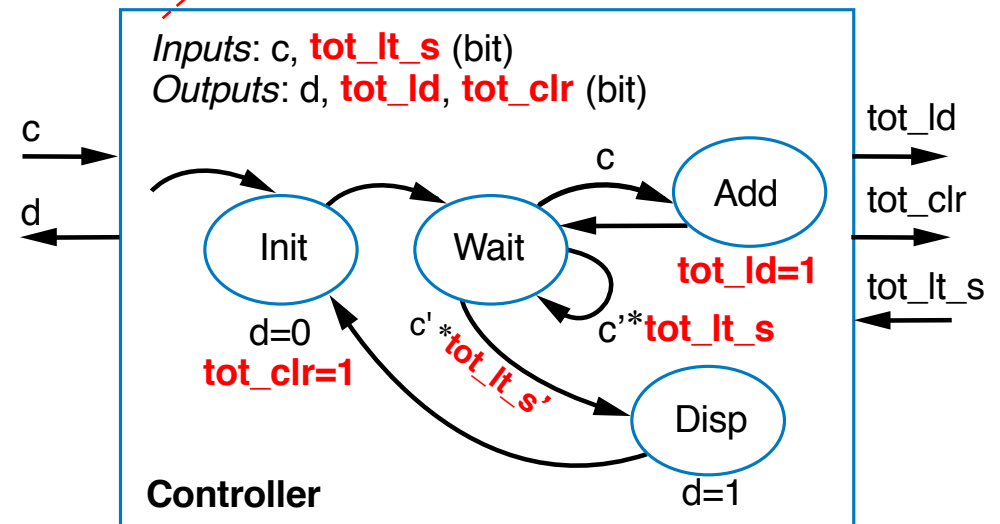 Inputs: c, tot_lt_s (bit)
Outputs: d, tot_ld, tot_clr (bit)
c
d
tot_ld
tot_clr
tot_lt_s
c
Add
tot_ld=1
Init
d=0
tot_clr=1
Wait
c’*tot_lt_s
c'*tot_lt_s’
Disp
d=1
Controller